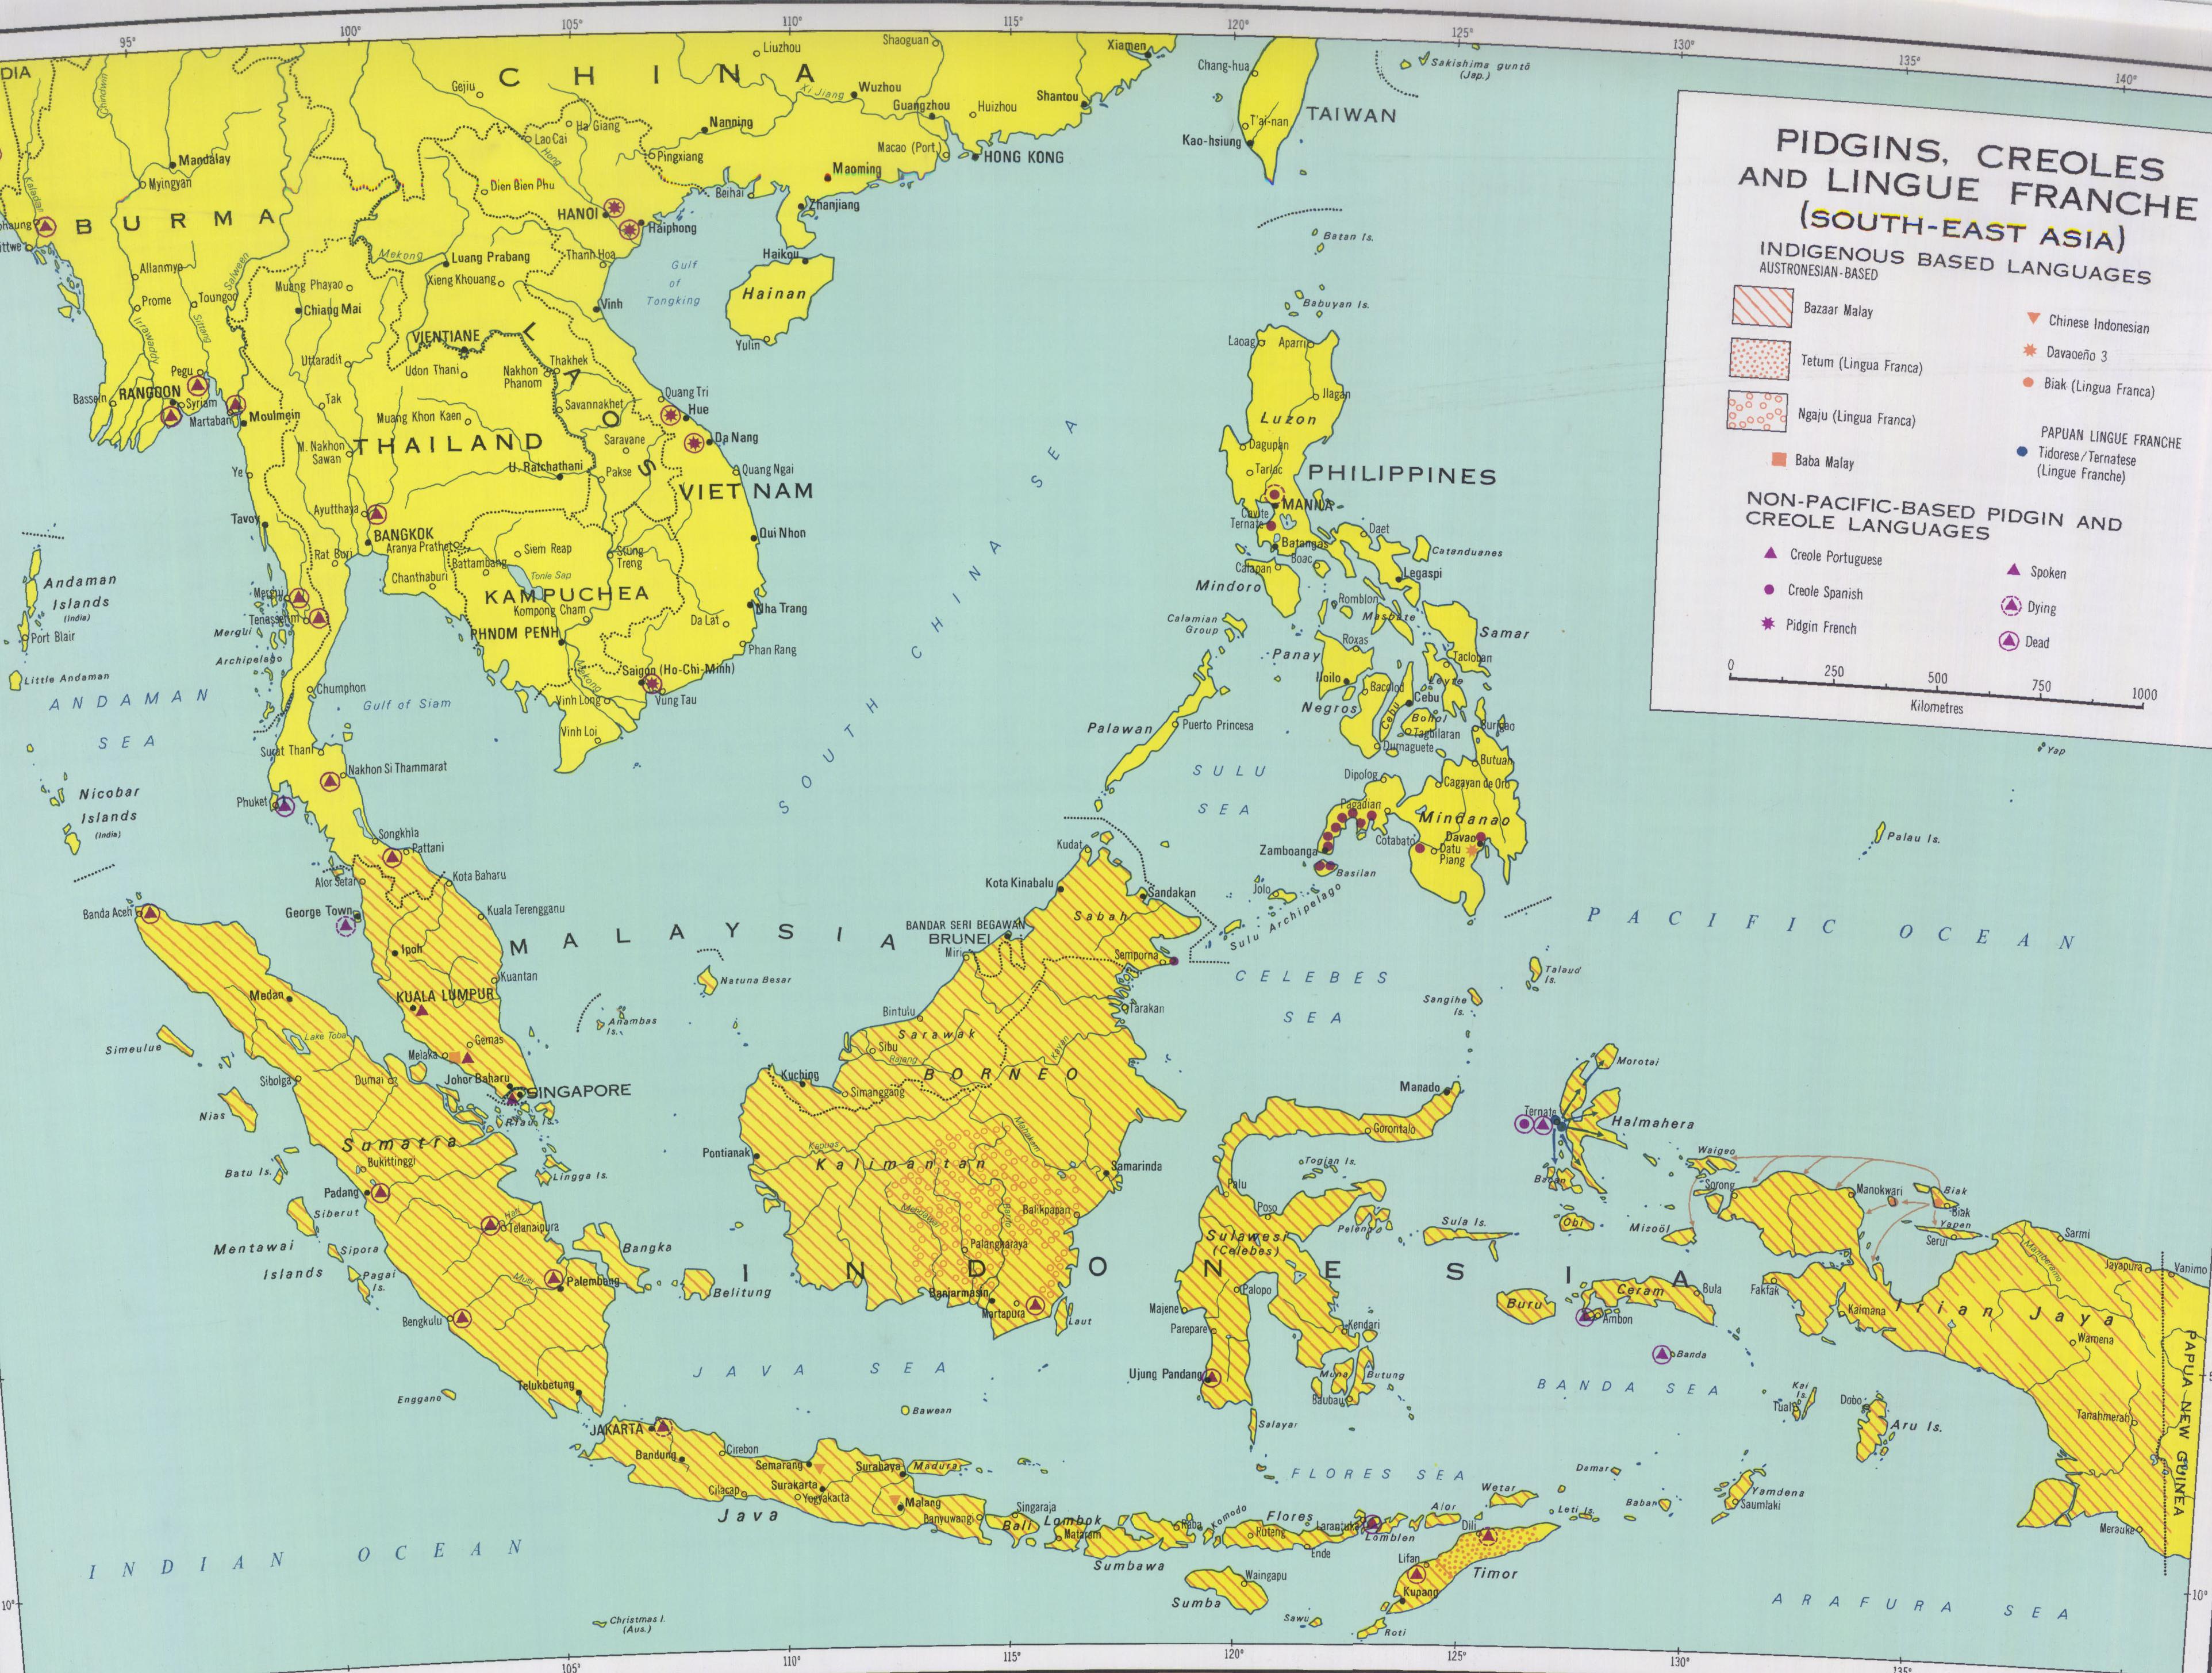 95°
100°
105°
110°
115°
120°
125°
130°
135°
140°
PIDGINS, CREOLES
AND LINGUE FRANCHE
(SOUTH-EAST ASIA)
INDIGENOUS BASED LANGUAGES
AUSTRONESIAN-BASED
Bazaar Malay
Tetum (Lingua Franca)
Ngaju (Lingua Franca)
Baba Malay
Chinese Indonesian
Davaoeño 3
Biak (Lingua Franca)
PAPUAN LINGUE FRANCHE
Tidorese/Ternatese
(Lingue Franche)
NON-PACIFIC-BASED PIDGIN AND
CREOLE LANGUAGES
Creole Portuguese
Creole Spanish
Pidgin French
Spoken
Dying
Dead
0 250 500 750 1000
Kilometres
DIA
CHINA
Liuzhou
Shaoguan
Xiamen
Gejiu
Xi Jiang
Wuzhou
Guangzhou
Huizhou
Shantou
Nanning
Ha Giang
Lao Cai
Hong
Pingxiang
Macao (Port.)
HONG KONG
Maoming
Beihai
Zhanjiang
Haikou
Hainan
Yulin
Chang-hua
T'ai-nan
Kao-hsiung
TAIWAN
Sakishima guntō
(Jap.)
Chindwin
Mandalay
Myingyan
Kaladan
BURMA
Allanmyo
Prome
Toungoo
Irrawaddy
Sittang
Salween
Pegu
RANGOON
Bassein
Syriam
Martaban
Moulmein
Ye
Tavoy
Mergui
Tenasserim
Mergui
Archipelago
Dien Bien Phu
HANOI
Haiphong
Thanh Hoa
Gulf
of
Tongking
Mekong
Luang Prabang
Xieng Khouang
Vinh
LAOS
VIENTIANE
Thakhek
Nakhon
Phanom
Savannakhet
Saravane
Pakse
Quang Tri
Hue
Da Nang
Quang Ngai
VIET NAM
Qui Nhon
Nha Trang
Da Lat
Phan Rang
Saigon (Ho-Chi-Minh)
Vung Tau
Vinh Long
Vinh Loi
Mekong
Muang Phayao
Chiang Mai
Uttaradit
Udon Thani
Tak
Muang Khon Kaen
M. Nakhon
Sawan
THAILAND
U. Ratchathani
Ayutthaya
BANGKOK
Rat Buri
Aranya Prathet
Chanthaburi
Battambang
Siem Reap
Stung
Treng
Tonle Sap
KAMPUCHEA
Kompong Cham
PHNOM PENH
Chumphon
Gulf of Siam
Surat Thani
Nakhon Si Thammarat
Phuket
Songkhla
Pattani
Andaman
Islands
(India)
Port Blair
Little Andaman
ANDAMAN
SEA
Nicobar
Islands
(India)
SOUTH CHINA SEA
Batan Is.
Babuyan Is.
Laoag
Aparri
Ilagan
Luzon
Dagupan
Tarlac
PHILIPPINES
MANILA
Cavite
Ternate
Batangas
Daet
Catanduanes
Boac
Calapan
Mindoro
Legaspi
Romblon
Masbate
Samar
Calamian
Group
Roxas
Panay
Iloilo
Bacolod
Negros
Cebu
Cebu
Bohol
Tagbilaran
Leyte
Tacloban
Surigao
Dumaguete
Palawan
Puerto Princesa
SULU
SEA
Butuan
Dipolog
Cagayan de Oro
Pagadian
Mindanao
Cotabato
Davao
Datu
Piang
Zamboanga
Basilan
Jolo
Sulu Archipelago
Yap
Palau Is.
PACIFIC OCEAN
Alor Setar
Kota Baharu
George Town
Kuala Terengganu
Ipoh
Kuantan
KUALA LUMPUR
Gemas
Melaka
Johor Baharu
SINGAPORE
Riau Is.
MALAYSIA
Natuna Besar
Anambas
Is.
Kudat
Kota Kinabalu
Sandakan
Sabah
BANDAR SERI BEGAWAN
BRUNEI
Miri
Semporna
Bintulu
Sarawak
Sibu
Rajang
Kayan
Tarakan
BORNEO
Kuching
Simanggang
Kapuas
Mahakam
Pontianak
Kalimantan
Samarinda
Balikpapan
Mendawai
Barito
Palangkaraya
Banjarmasin
Martapura
Laut
Banda Aceh
Medan
Simeulue
Lake Toba
Sibolga
Dumai
Nias
Sumatra
Bukittinggi
Batu Is.
Padang
Siberut
Lingga Is.
Hari
Telanaipura
Mentawai
Islands
Sipora
Pagai
Is.
Bangka
Musi
Palembang
Belitung
Bengkulu
Enggano
Telukbetung
INDONESIA
CELEBES
SEA
Talaud
Is.
Sangihe
Is.
Manado
Gorontalo
Morotai
Ternate
Halmahera
Bacan
Togian Is.
Palu
Poso
Peleng
Sula Is.
Obi
Misoöl
Waigeo
Sorong
Manokwari
Biak
Biak
Yapen
Serui
Sulawesi
(Celebes)
Palopo
Majene
Parepare
Kendari
Ujung Pandang
Muna
Butung
Baubau
Salayar
Buru
Ceram
Bula
Ambon
Banda
Fakfak
Kaimana
Irian Jaya
Sarmi
Mamberamo
Jayapura
Vanimo
Wamena
PAPUA-NEW GUINEA
BANDA SEA
Kai
Is.
Tual
Dobo
Aru Is.
Tanahmerah
Merauke
JAVA SEA
Bawean
JAKARTA
Bandung
Cirebon
Semarang
Surabaya
Madura
Cilacap
Surakarta
Yogyakarta
Malang
Banyuwangi
Java
Singaraja
Bali
Lombok
Mataram
Sumbawa
Raba
Komodo
FLORES SEA
Flores
Ruteng
Ende
Larantuka
Lomblen
Alor
Wetar
Dili
Lifan
Timor
Kupang
Waingapu
Sumba
Sawu
Roti
Damar
Leti Is.
Babar
Yamdena
Saumlaki
Christmas I.
(Aus.)
INDIAN OCEAN
ARAFURA SEA
10°
10°
105°
110°
115°
120°
125°
130°
135°